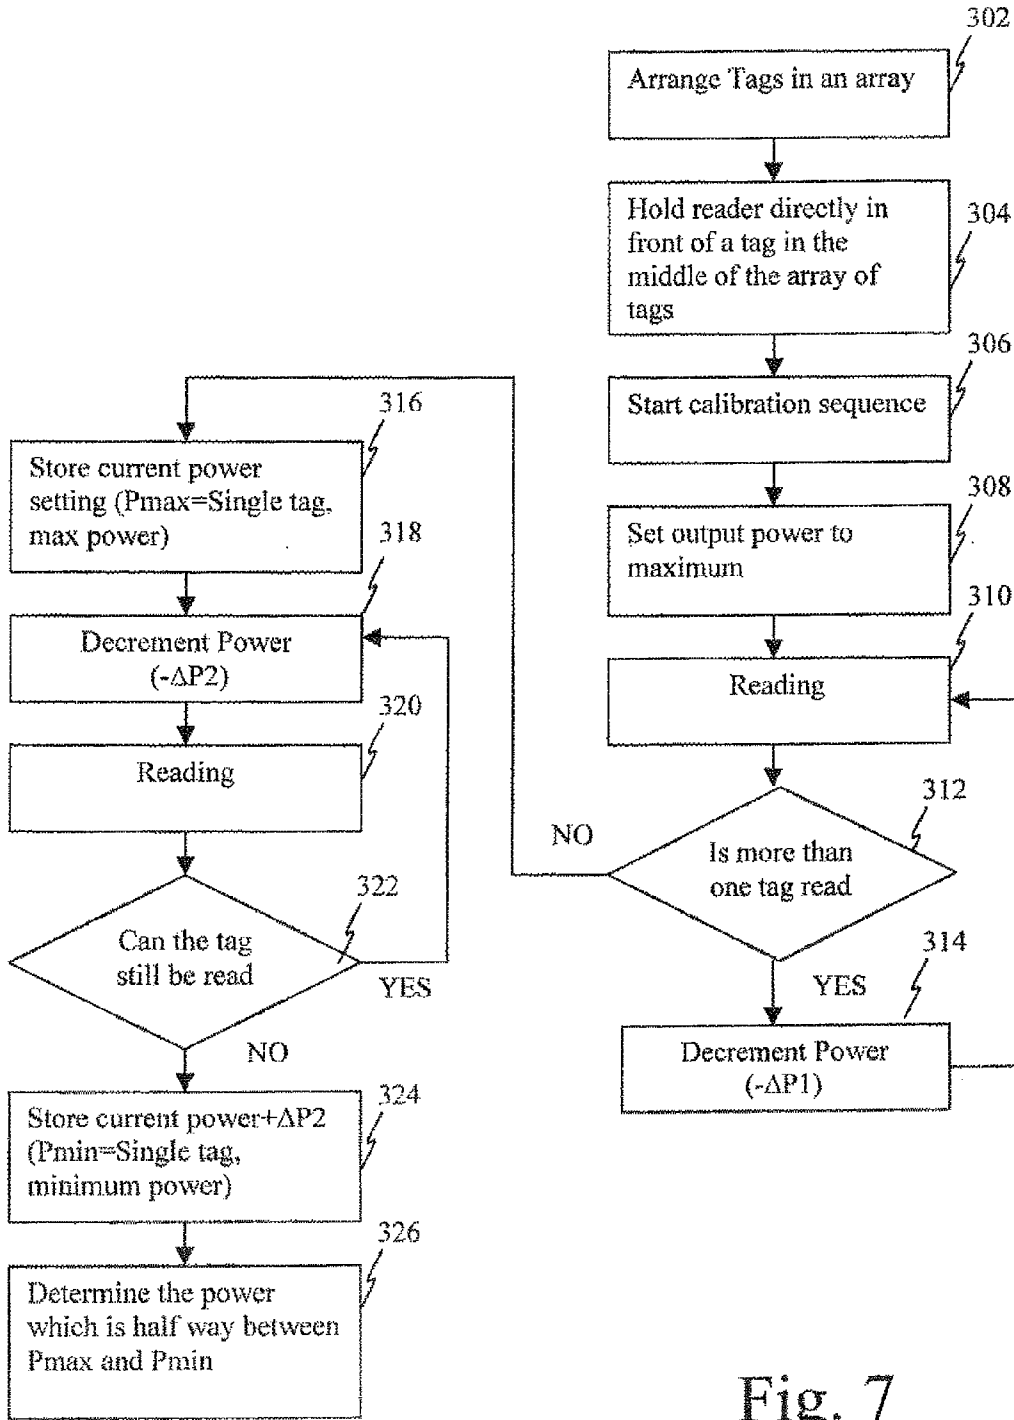 302
Arrange Tags in an array
304
Hold reader directly in
front of a tag in the
middle of the array of
tags
306
Start calibration sequence
308
Set output power to
maximum
310
Reading
312
Is more than
one tag read
NO
YES
314
Decrement Power
(-ΔP1)
316
Store current power
setting (Pmax=Single tag,
max power)
318
Decrement Power
(-ΔP2)
320
Reading
322
Can the tag
still be read
YES
NO
324
Store current power+ΔP2
(Pmin=Single tag,
minimum power)
326
Determine the power
which is half way between
Pmax and Pmin
Fig. 7